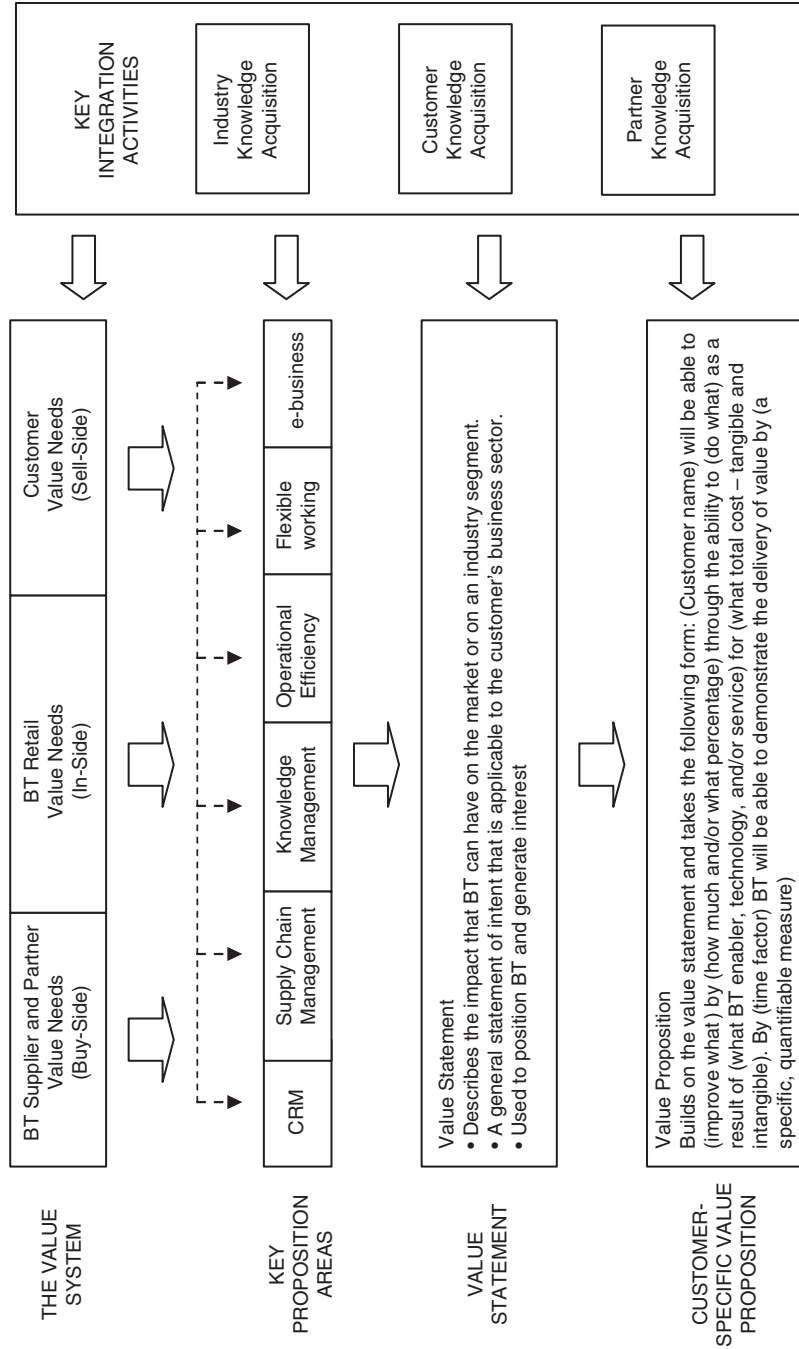 THE VALUE
SYSTEM
BT Supplier and Partner
Value Needs
(Buy-Side)
BT Retail
Value Needs
(In-Side)
Customer
Value Needs
(Sell-Side)
KEY
INTEGRATION
ACTIVITIES
KEY
PROPOSITION
AREAS
CRM
Supply Chain
Management
Knowledge
Management
Operational
Efficiency
Flexible
working
e-business
Industry
Knowledge
Acquisition
VALUE
STATEMENT
Value Statement
• Describes the impact that BT can have on the market or on an industry segment.
• A general statement of intent that is applicable to the customer's business sector.
• Used to position BT and generate interest
Customer
Knowledge
Acquisition
CUSTOMER-
SPECIFIC VALUE
PROPOSITION
Value Proposition
Builds on the value statement and takes the following form: (Customer name) will be able to
(improve what) by (how much and/or what percentage) through the ability to (do what) as a
result of (what BT enabler, technology, and/or service) for (what total cost – tangible and
intangible). By (time factor) BT will be able to demonstrate the delivery of value by (a
specific, quantifiable measure)
Partner
Knowledge
Acquisition